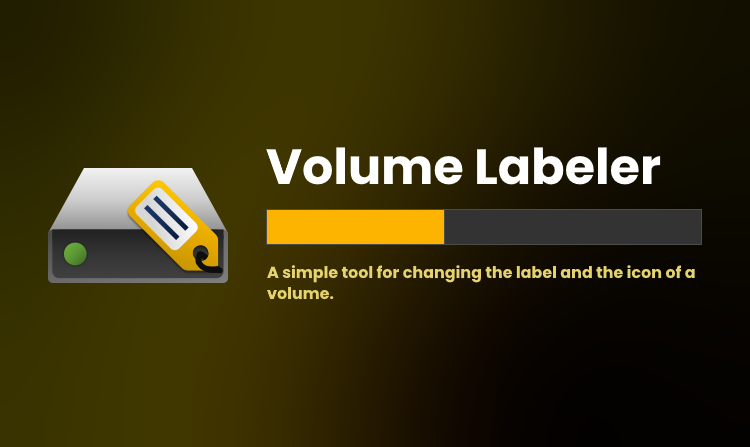 Volume Labeler
A simple tool for changing the label and the icon of a
volume.